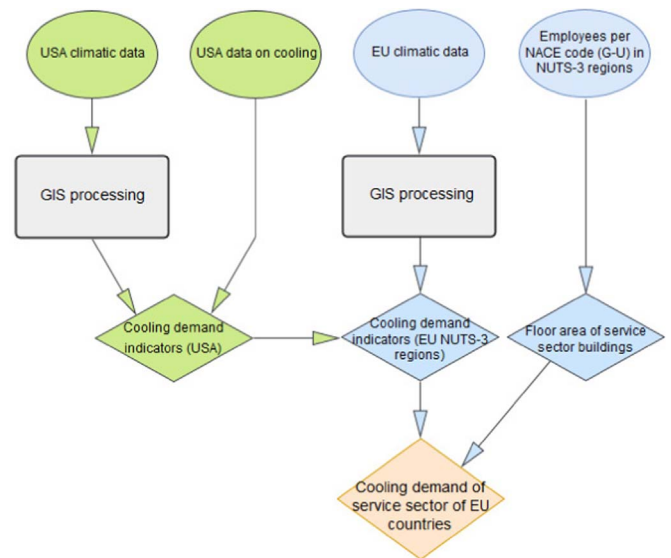 USA climatic data
USA data on cooling
EU climatic data
Employees per
NACE code (G-U) in
NUTS-3 regions
GIS processing
GIS processing
Cooling demand
indicators (USA)
Cooling demand
indicators (EU NUTS-3
regions)
Floor area of service
sector buildings
Cooling demand of
service sector of EU
countries